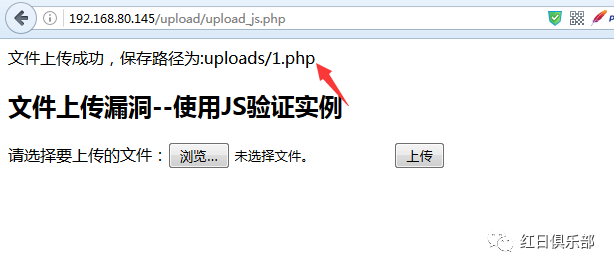 192.168.80.145/upload/upload_js.php
文件上传成功，保存路径为:uploads/1.php
文件上传漏洞--使用JS验证实例
请选择要上传的文件：浏览... 未选择文件。 上传
红日俱乐部